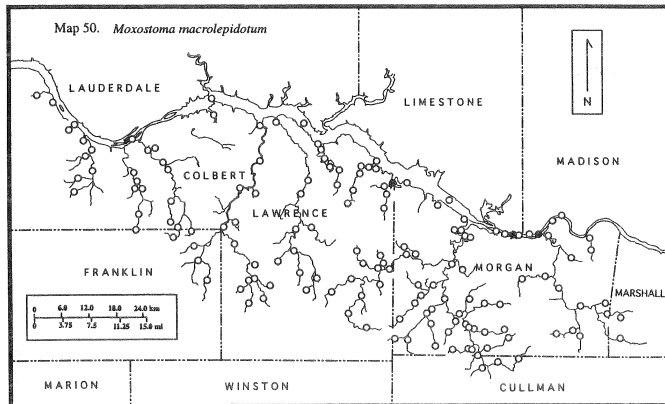 Map 50. Moxostoma macrolepidotum
LAUDERDALE
LIMESTONE
N
MADISON
COLBERT
LAWRENCE
FRANKLIN
MORGAN
MARSHALL
0 6.0 12.0 18.0 24.0 km
0 3.75 7.5 11.25 15.0 mi
MARION
WINSTON
CULLMAN